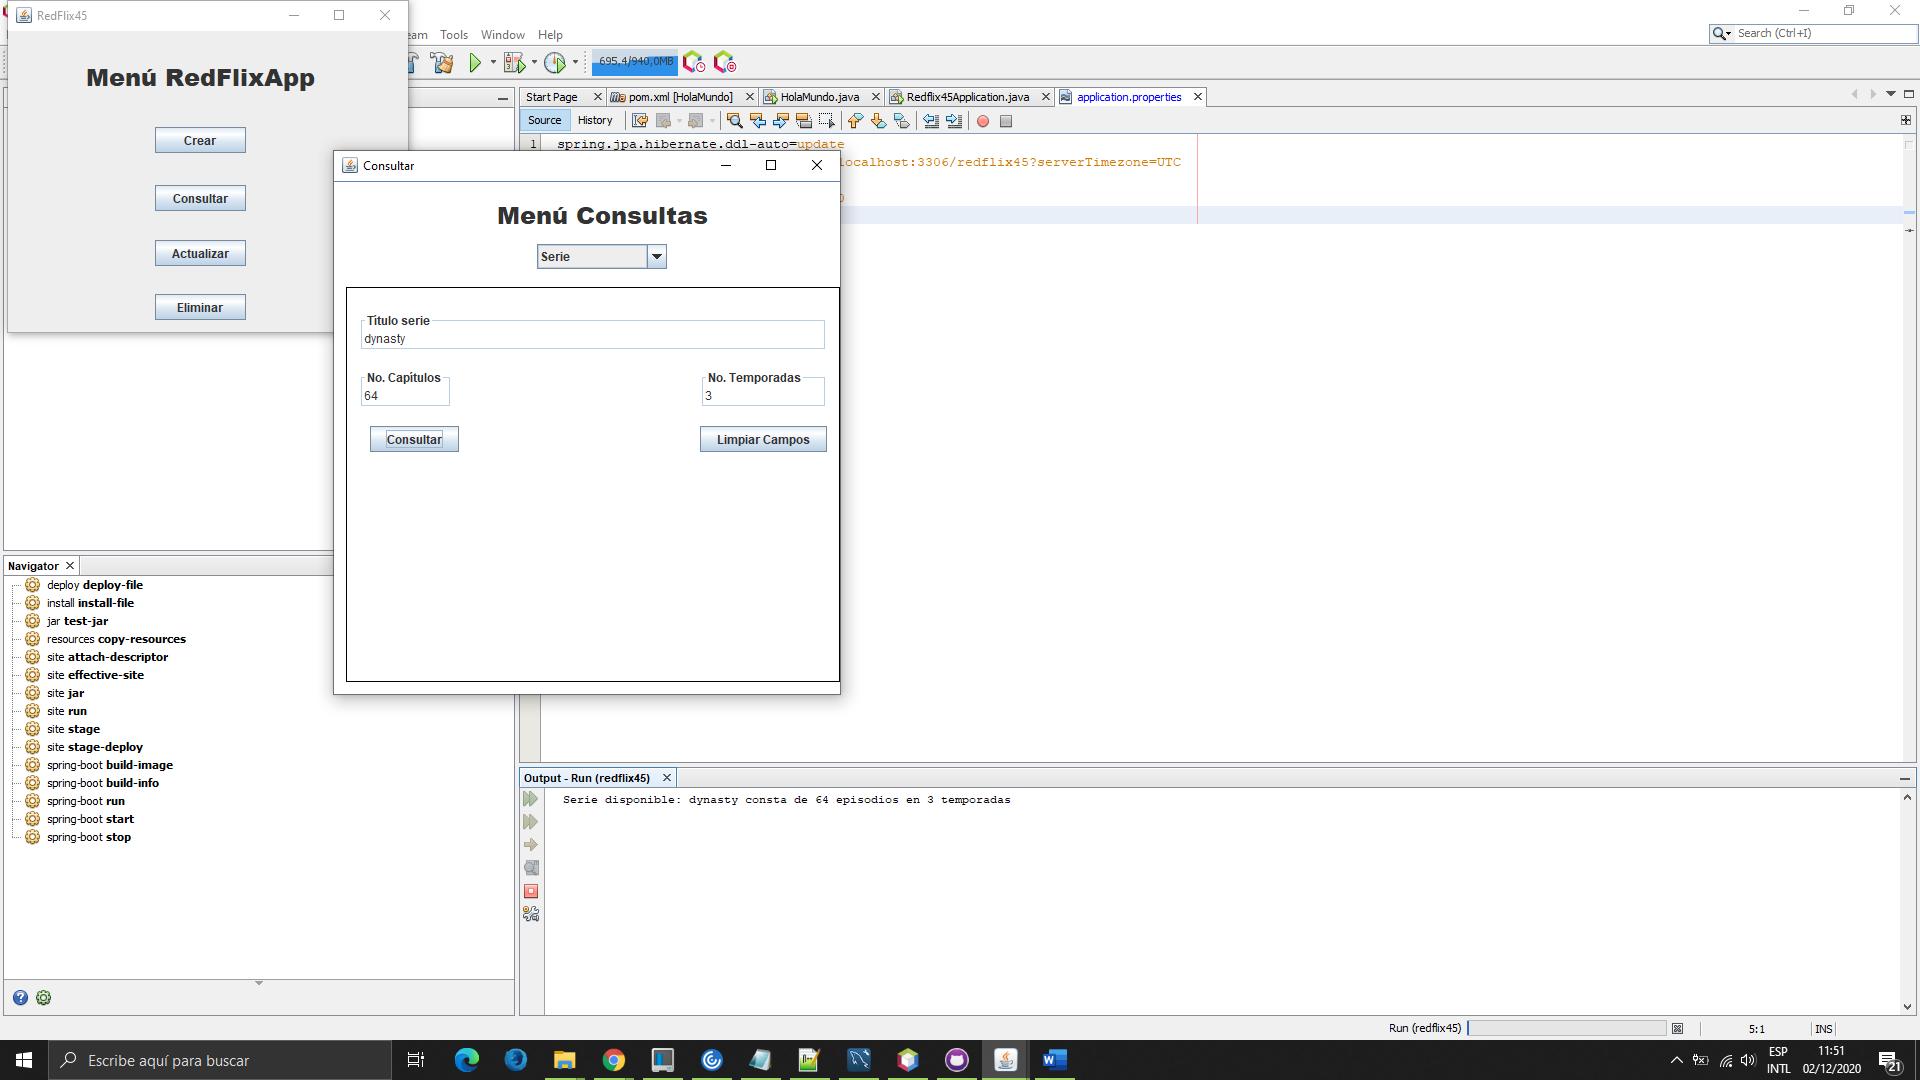 RedFlix45
Menú RedFlixApp
Crear
Consultar
Actualizar
Eliminar
eam Tools Window Help
Search (Ctrl+I)
695,4/940,0MB
Start Page
pom.xml [HolaMundo]
HolaMundo.java
Redflix45Application.java
application.properties
Source History
1 spring.jpa.hibernate.ddl-auto=update
localhost:3306/redflix45?serverTimezone=UTC
Consultar
Menú Consultas
Serie
Título serie
dynasty
No. Capítulos
64
No. Temporadas
3
Consultar
Limpiar Campos
Navigator
deploy deploy-file
install install-file
jar test-jar
resources copy-resources
site attach-descriptor
site effective-site
site jar
site run
site stage
site stage-deploy
spring-boot build-image
spring-boot build-info
spring-boot run
spring-boot start
spring-boot stop
Output - Run (redflix45)
Serie disponible: dynasty consta de 64 episodios en 3 temporadas
Run (redflix45)
5:1
INS
Escribe aquí para buscar
ESP
INTL
11:51
02/12/2020
21